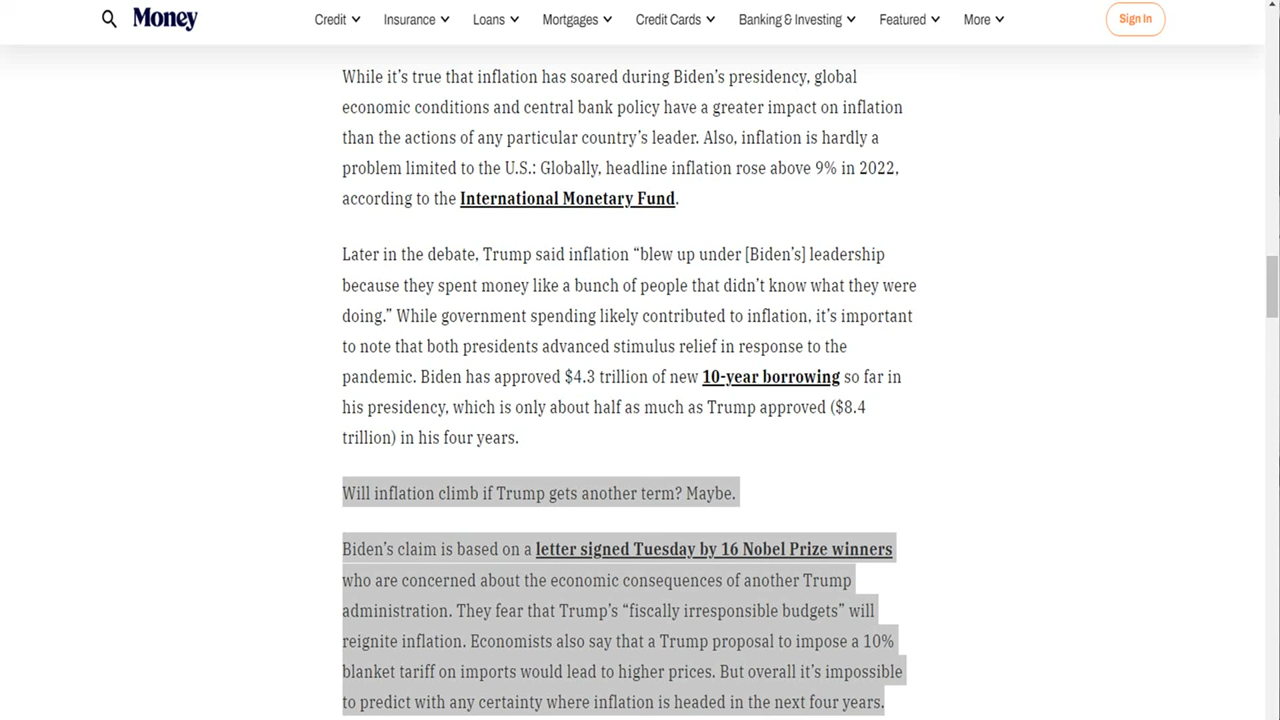 Money
Credit Insurance Loans Mortgages Credit Cards Banking & Investing Featured More
Sign In
While it’s true that inflation has soared during Biden’s presidency, global
economic conditions and central bank policy have a greater impact on inflation
than the actions of any particular country’s leader. Also, inflation is hardly a
problem limited to the U.S.: Globally, headline inflation rose above 9% in 2022,
according to the International Monetary Fund.
Later in the debate, Trump said inflation “blew up under [Biden’s] leadership
because they spent money like a bunch of people that didn’t know what they were
doing.” While government spending likely contributed to inflation, it’s important
to note that both presidents advanced stimulus relief in response to the
pandemic. Biden has approved $4.3 trillion of new 10-year borrowing so far in
his presidency, which is only about half as much as Trump approved ($8.4
trillion) in his four years.
Will inflation climb if Trump gets another term? Maybe.
Biden’s claim is based on a letter signed Tuesday by 16 Nobel Prize winners
who are concerned about the economic consequences of another Trump
administration. They fear that Trump’s “fiscally irresponsible budgets” will
reignite inflation. Economists also say that a Trump proposal to impose a 10%
blanket tariff on imports would lead to higher prices. But overall it’s impossible
to predict with any certainty where inflation is headed in the next four years.